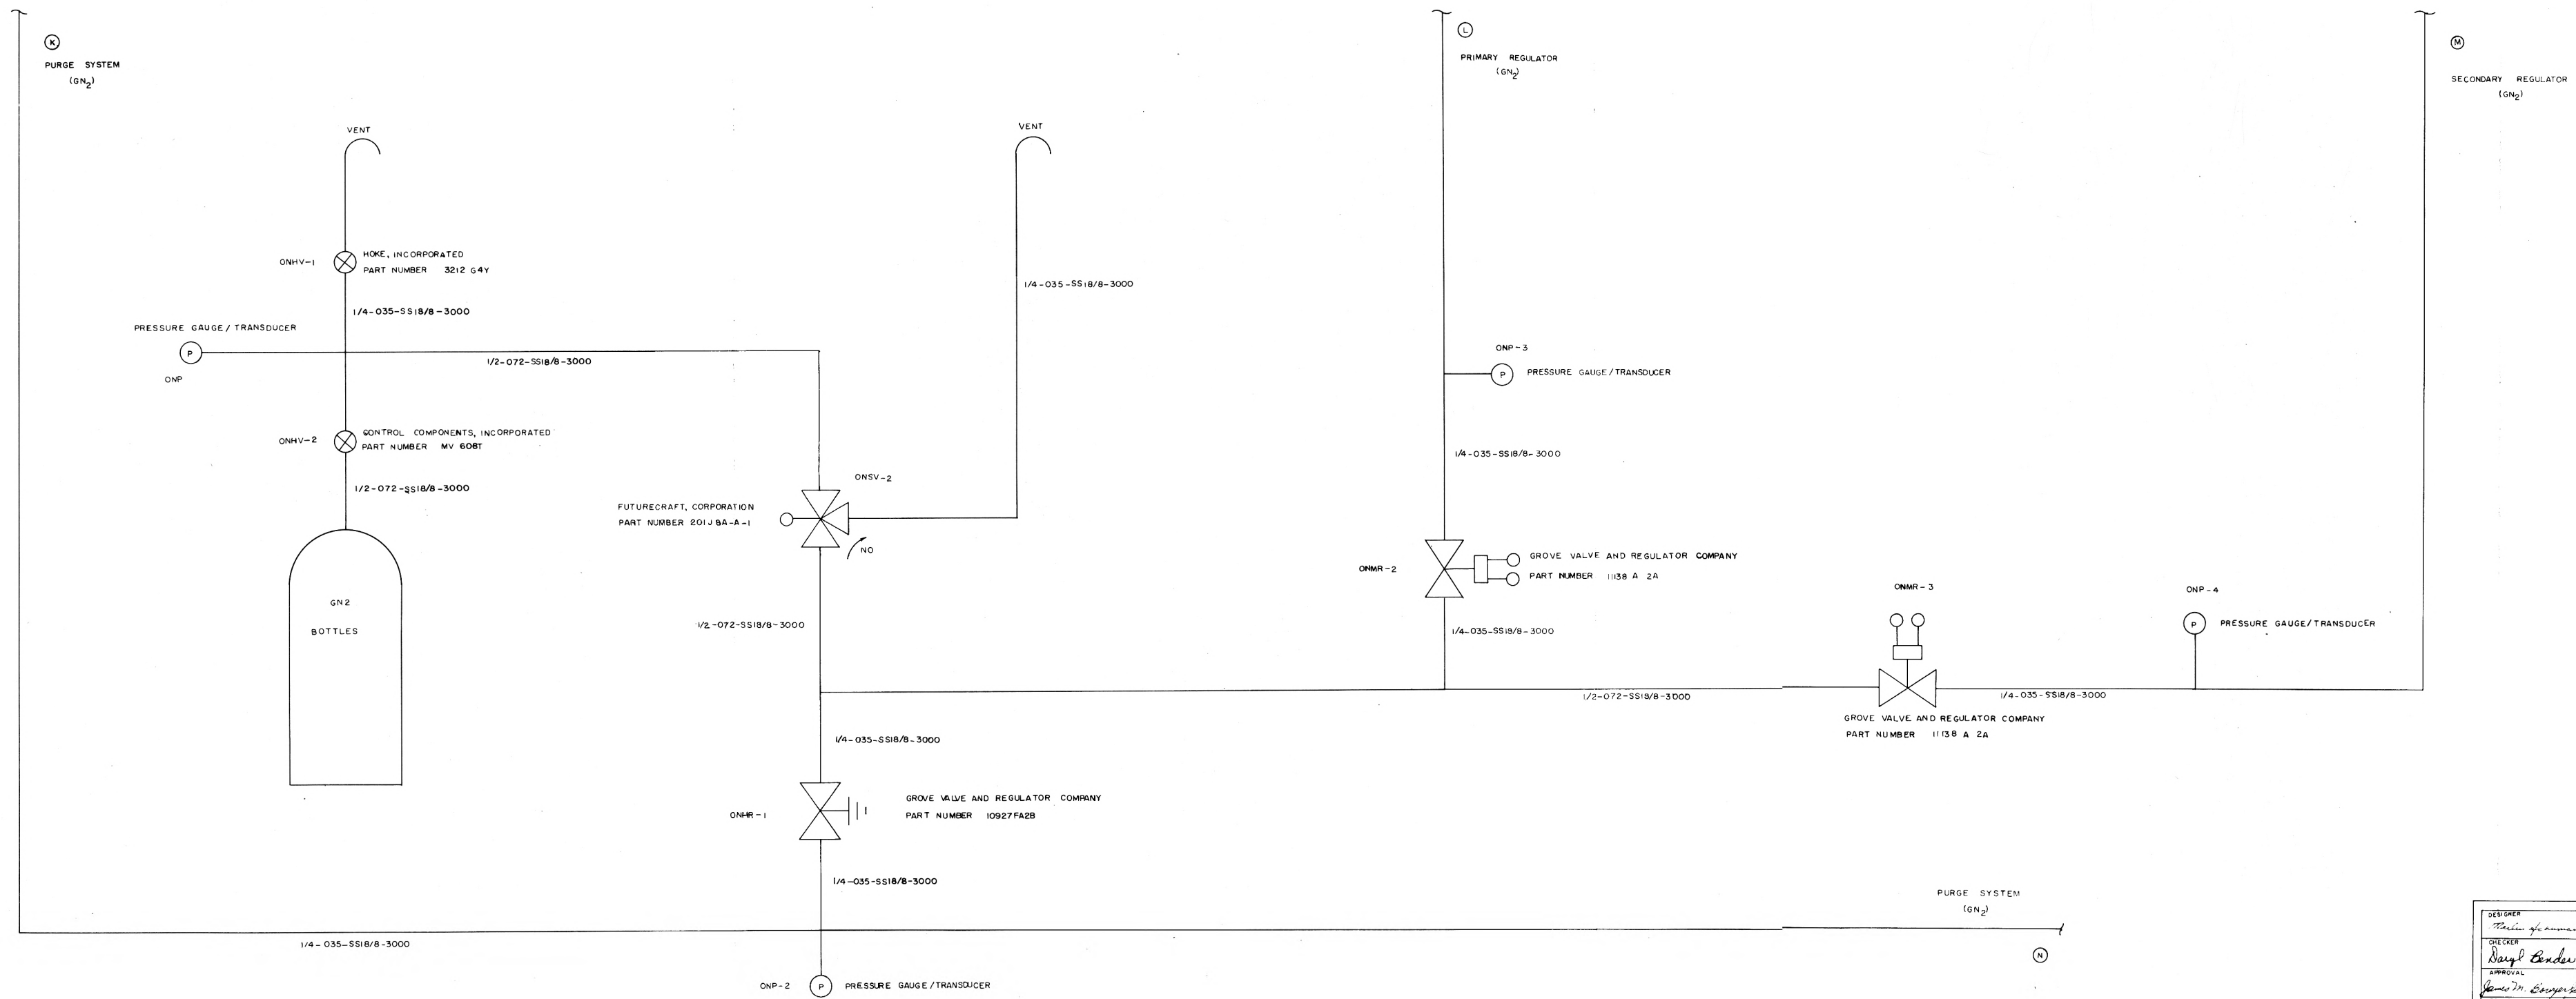 K
PURGE SYSTEM
(GN2)
L
PRIMARY REGULATOR
(GN2)
M
SECONDARY REGULATOR
(GN2)
VENT
VENT
ONHV-1
HOKE, INCORPORATED
PART NUMBER 3212 G4Y
1/4-035-SS18/8-3000
1/4-035-SS18/8-3000
PRESSURE GAUGE/TRANSDUCER
P
ONP
1/2-072-SS18/8-3000
ONP-3
P
PRESSURE GAUGE/TRANSDUCER
ONHV-2
CONTROL COMPONENTS, INCORPORATED
PART NUMBER MV 608T
1/2-072-SS18/8-3000
1/4-035-SS18/8-3000
ONSV-2
FUTURECRAFT, CORPORATION
PART NUMBER 201J8A-A-1
NO
ONMR-2
GROVE VALVE AND REGULATOR COMPANY
PART NUMBER 11138 A 2A
GN2
BOTTLES
1/2-072-SS18/8-3000
1/4-035-SS18/8-3000
ONMR-3
ONP-4
P
PRESSURE GAUGE/TRANSDUCER
1/2-072-SS18/8-3000
1/4-035-SS18/8-3000
GROVE VALVE AND REGULATOR COMPANY
PART NUMBER 11138 A 2A
1/4-035-SS18/8-3000
ONMR-1
GROVE VALVE AND REGULATOR COMPANY
PART NUMBER 10927FA2B
1/4-035-SS18/8-3000
PURGE SYSTEM
(GN2)
N
1/4-035-SS18/8-3000
ONP-2
P
PRESSURE GAUGE/TRANSDUCER
DESIGNER
CHECKER
Daryl Bender
APPROVAL
James M.